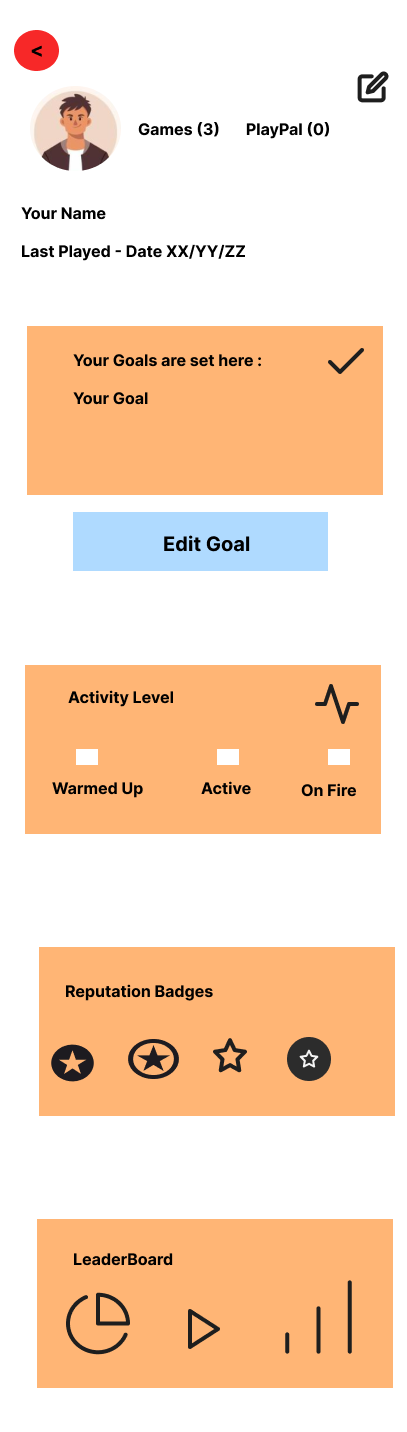 <
Games (3) PlayPal (0)
Your Name
Last Played - Date XX/YY/ZZ
Your Goals are set here :
Your Goal
Edit Goal
Activity Level
Warmed Up Active On Fire
Reputation Badges
LeaderBoard